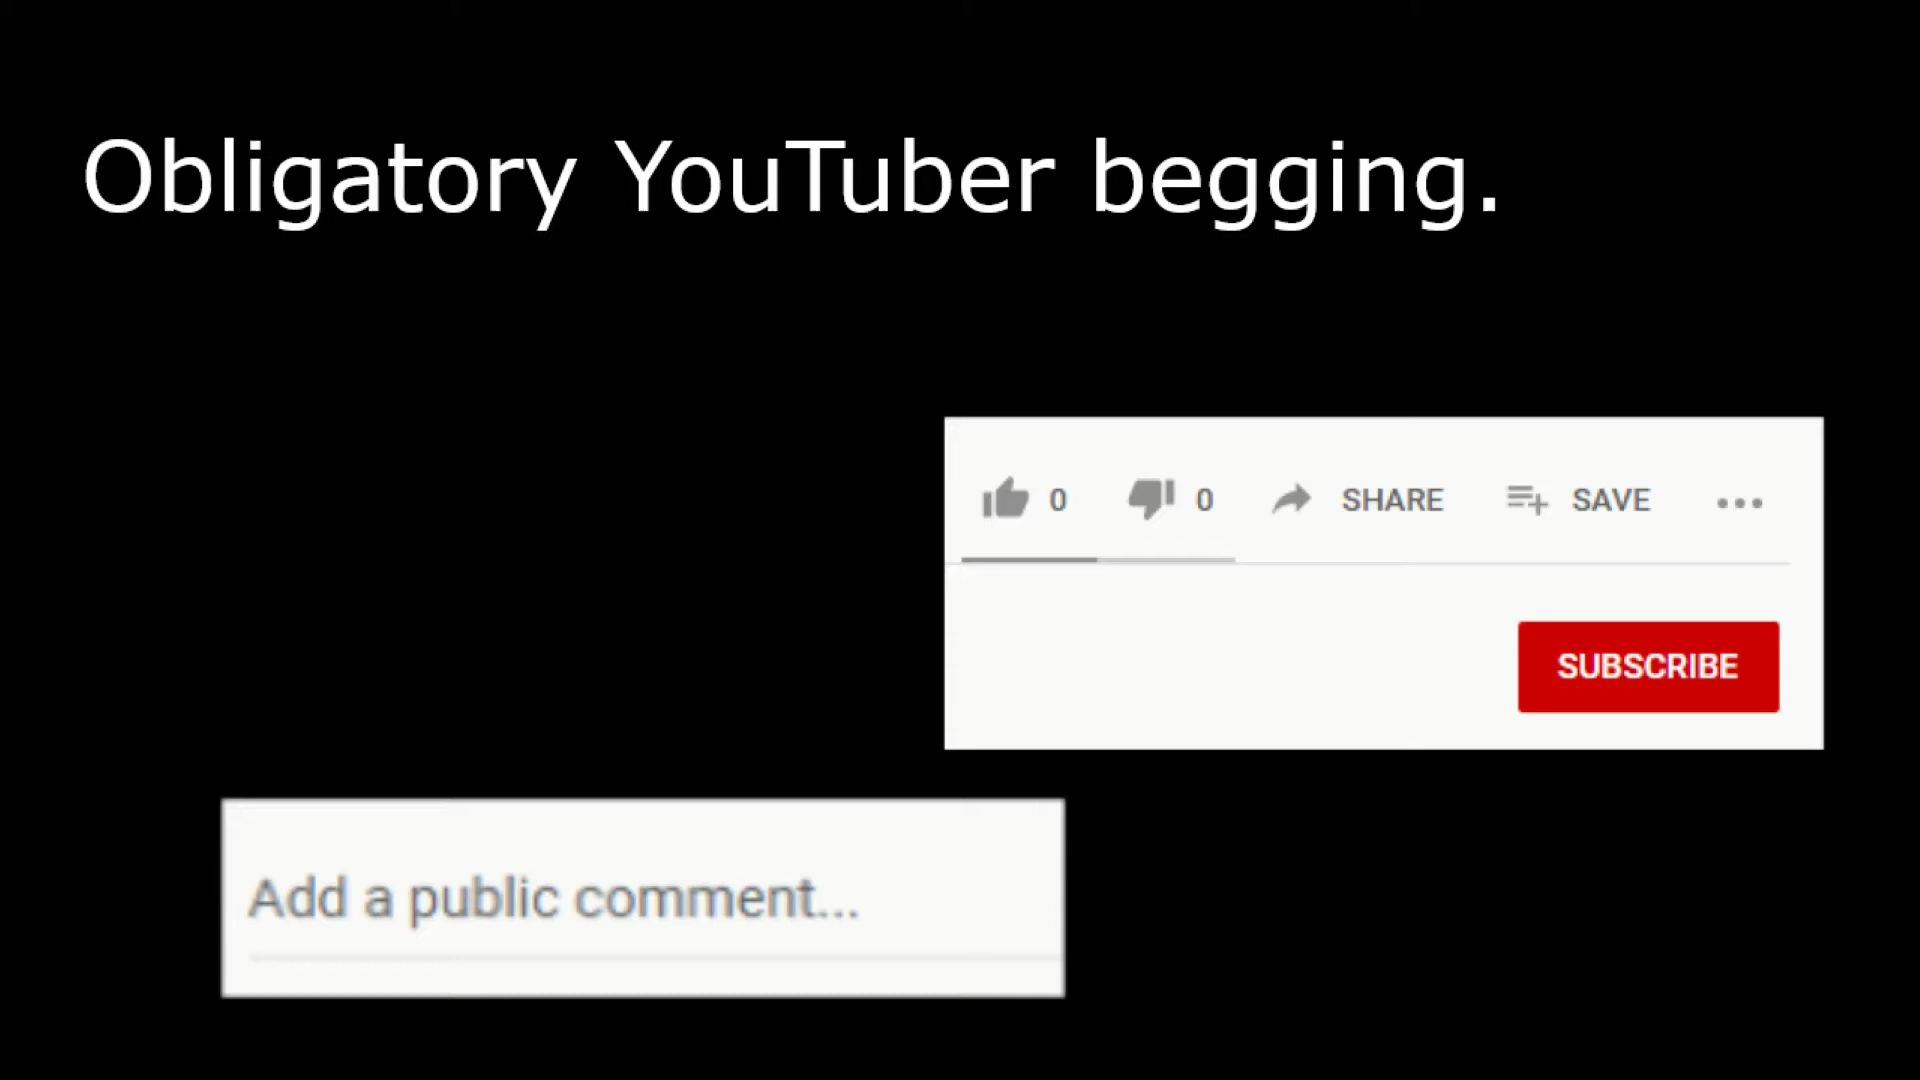 Obligatory YouTuber begging.
0 0 SHARE SAVE
SUBSCRIBE
Add a public comment...